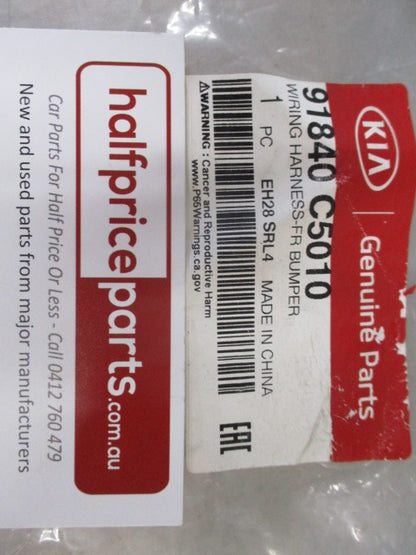 KIA
Genuine Parts
91840 C5010
WIRING HARNESS-FR BUMPER
1 PC EH28 SRL4 MADE IN CHINA
EAC
⚠WARNING : Cancer and Reproductive Harm
www.P65Warnings.ca.gov
halfpriceparts.com.au
Car Parts For Half Price Or Less - Call 0412 760 479
New and used parts from major manufacturers